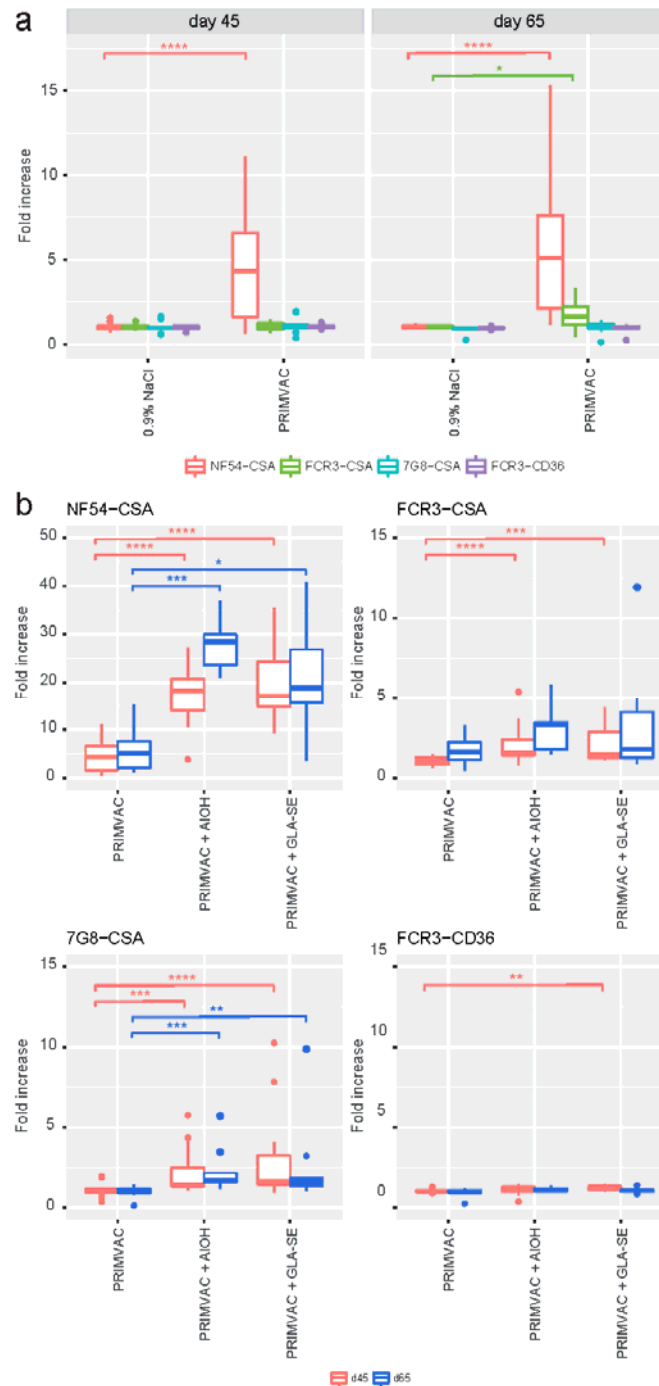 a
day 45 day 65
**** ****
*
15
10
5
0
Fold increase
0.9% NaCl PRIMVAC 0.9% NaCl PRIMVAC
NF54-CSA FCR3-CSA 7G8-CSA FCR3-CD36
b
NF54-CSA FCR3-CSA
50 15
**** ***
**** ****
* 
***
40
30
20
10
0
10
5
0
Fold increase Fold increase
PRIMVAC PRIMVAC + AlOH PRIMVAC + GLA-SE PRIMVAC PRIMVAC + AlOH PRIMVAC + GLA-SE
7G8-CSA FCR3-CD36
15 15
**** **
***
**
***
10 10
5 5
0 0
Fold increase Fold increase
PRIMVAC PRIMVAC + AlOH PRIMVAC + GLA-SE PRIMVAC PRIMVAC + AlOH PRIMVAC + GLA-SE
d45 d65